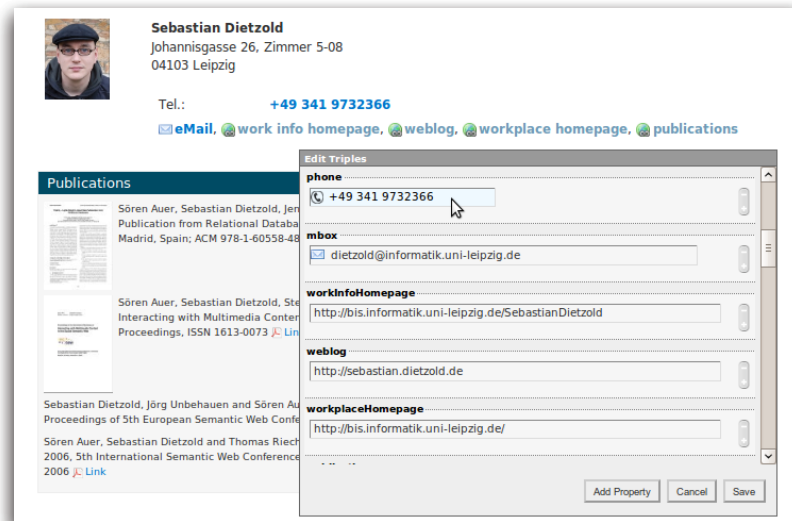 Sebastian Dietzold
Johannisgasse 26, Zimmer 5-08
04103 Leipzig
Tel.: +49 341 9732366
eMail, work info homepage, weblog, workplace homepage, publications
Publications
Sören Auer, Sebastian Dietzold, Jen
Publication from Relational Databa
Madrid, Spain; ACM 978-1-60558-48
Sören Auer, Sebastian Dietzold, Ste
Interacting with Multimedia Conter
Proceedings, ISSN 1613-0073 Lin
Sebastian Dietzold, Jörg Unbehauen and Sören Au
Proceedings of 5th European Semantic Web Confe
Sören Auer, Sebastian Dietzold and Thomas Riech
2006, 5th International Semantic Web Conference
2006 Link
Edit Triples
phone
+49 341 9732366
mbox
dietzold@informatik.uni-leipzig.de
workInfoHomepage
http://bis.informatik.uni-leipzig.de/SebastianDietzold
weblog
http://sebastian.dietzold.de
workplaceHomepage
http://bis.informatik.uni-leipzig.de/
Add Property Cancel Save